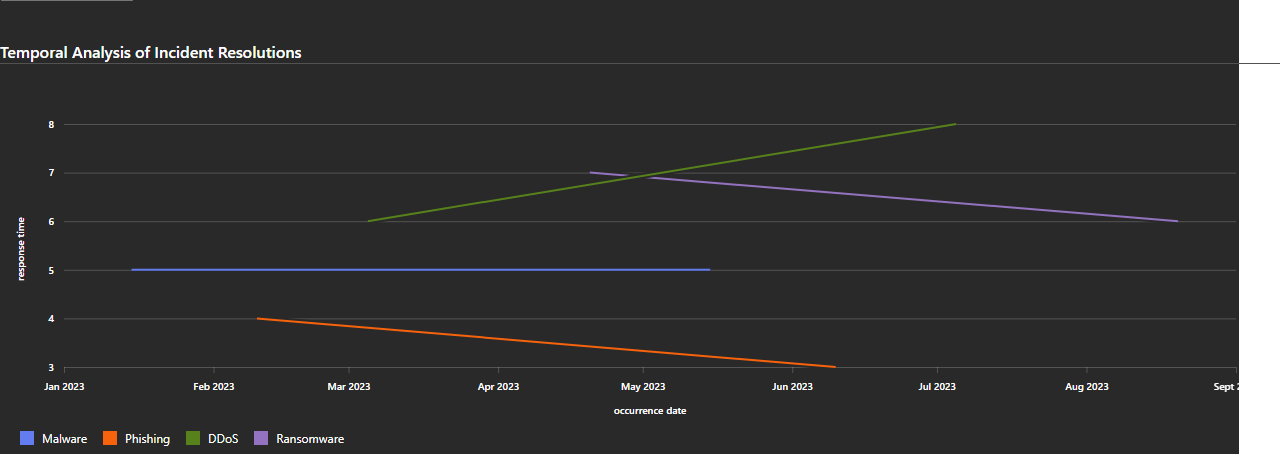 Temporal Analysis of Incident Resolutions
8
7
6
5
4
3
response time
Jan 2023 Feb 2023 Mar 2023 Apr 2023 May 2023 Jun 2023 Jul 2023 Aug 2023 Sept
occurrence date
Malware Phishing DDoS Ransomware